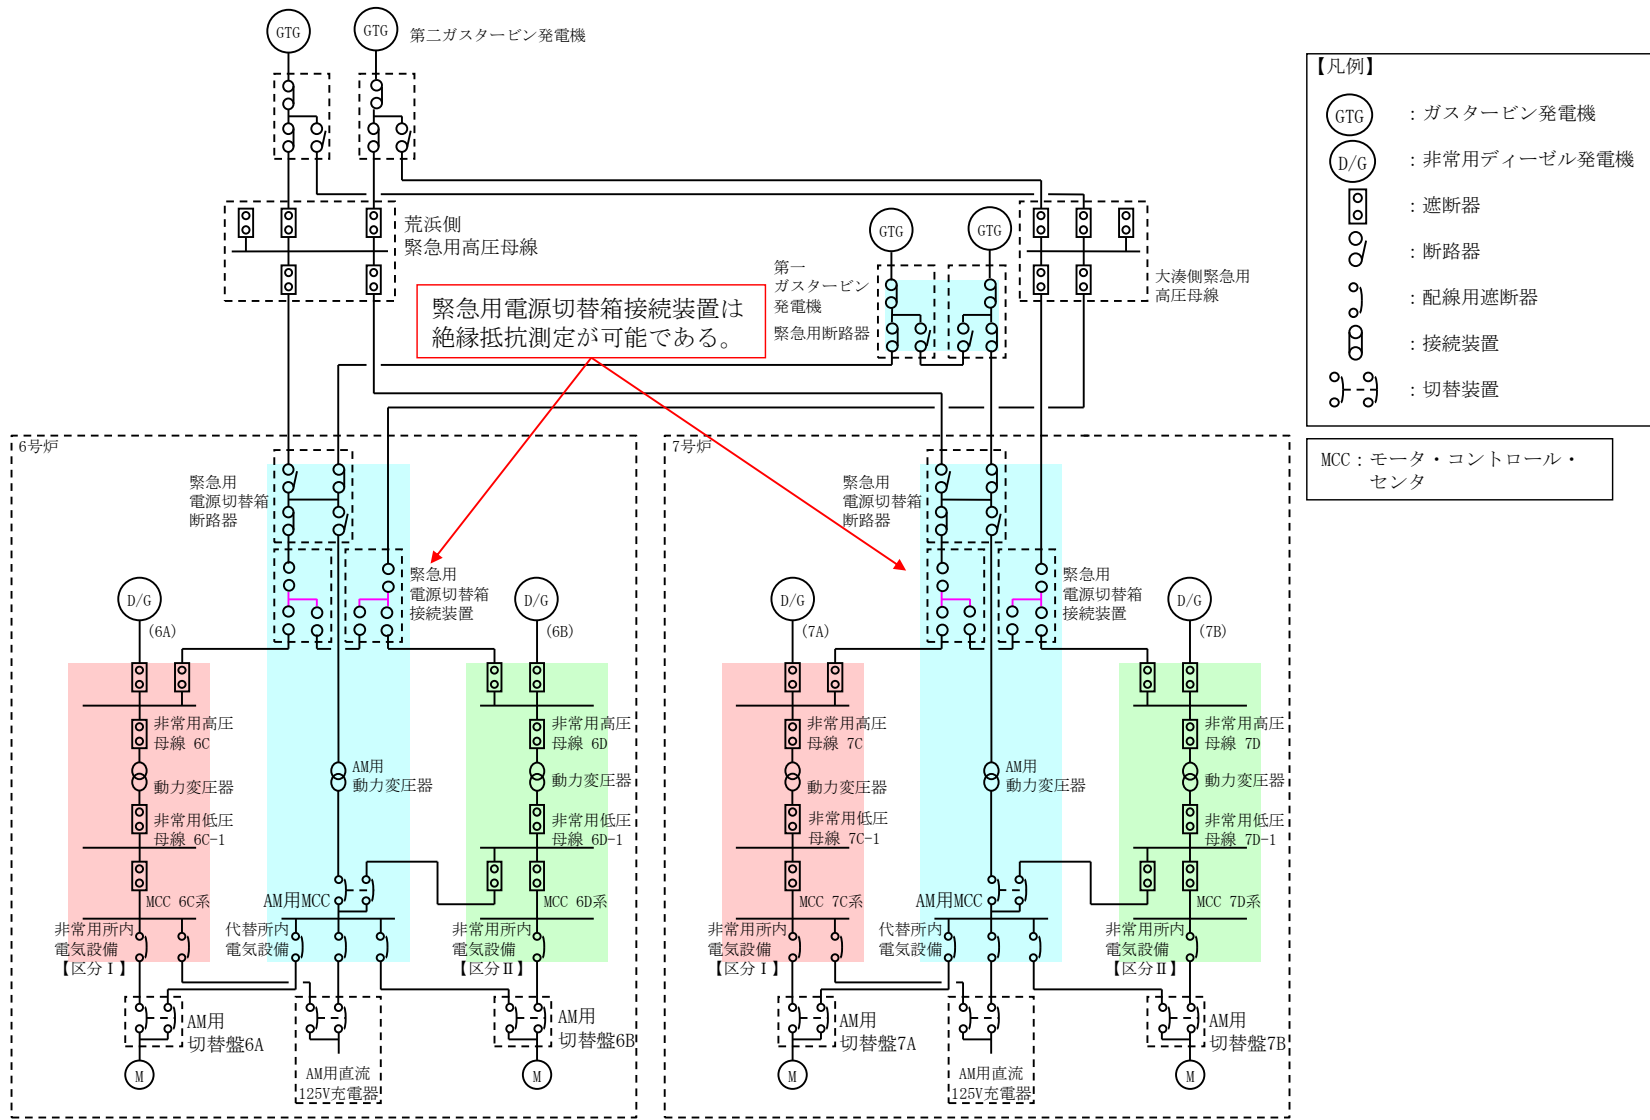 GTG
GTG
第二ガスタービン発電機
荒浜側
緊急用高圧母線
GTG
GTG
第一
ガスタービン
発電機
緊急用断路器
大湊側緊急用
高圧母線
緊急用電源切替箱接続装置は
絶縁抵抗測定が可能である。
【凡例】
GTG
：ガスタービン発電機
D/G
：非常用ディーゼル発電機
：遮断器
：断路器
：配線用遮断器
：接続装置
：切替装置
MCC：モータ・コントロール・
センタ
6号炉
緊急用
電源切替箱
断路器
緊急用
電源切替箱
接続装置
D/G
(6A)
D/G
(6B)
非常用高圧
母線 6C
動力変圧器
非常用低圧
母線 6C-1
MCC 6C系
非常用所内
電気設備
【区分Ⅰ】
AM用
動力変圧器
AM用MCC
代替所内
電気設備
非常用高圧
母線 6D
動力変圧器
非常用低圧
母線 6D-1
MCC 6D系
非常用所内
電気設備
【区分Ⅱ】
AM用
切替盤6A
M
AM用直流
125V充電器
AM用
切替盤6B
M
7号炉
緊急用
電源切替箱
断路器
緊急用
電源切替箱
接続装置
D/G
(7A)
D/G
(7B)
非常用高圧
母線 7C
動力変圧器
非常用低圧
母線 7C-1
MCC 7C系
非常用所内
電気設備
【区分Ⅰ】
AM用
動力変圧器
AM用MCC
代替所内
電気設備
非常用高圧
母線 7D
動力変圧器
非常用低圧
母線 7D-1
MCC 7D系
非常用所内
電気設備
【区分Ⅱ】
AM用
切替盤7A
M
AM用直流
125V充電器
AM用
切替盤7B
M